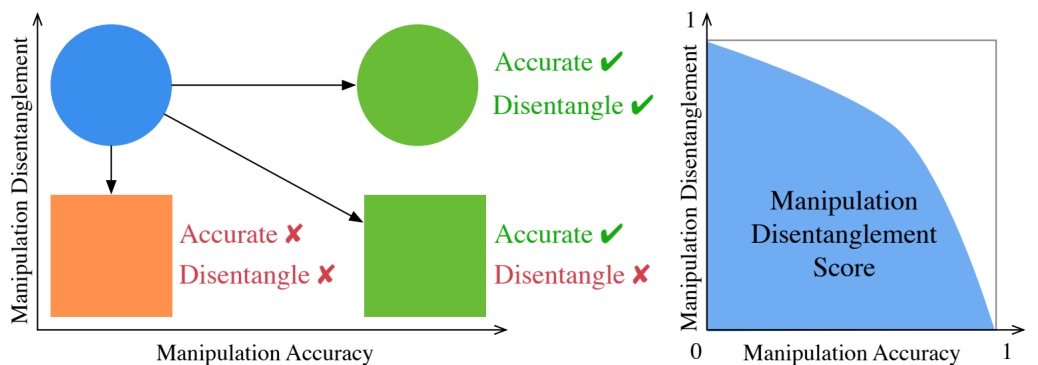 Manipulation Disentanglement
Accurate ✔
Disentangle ✔
Accurate ✘
Disentangle ✘
Accurate ✔
Disentangle ✘
Manipulation Accuracy
1
Manipulation Disentanglement
Manipulation
Disentanglement
Score
0
Manipulation Accuracy
1